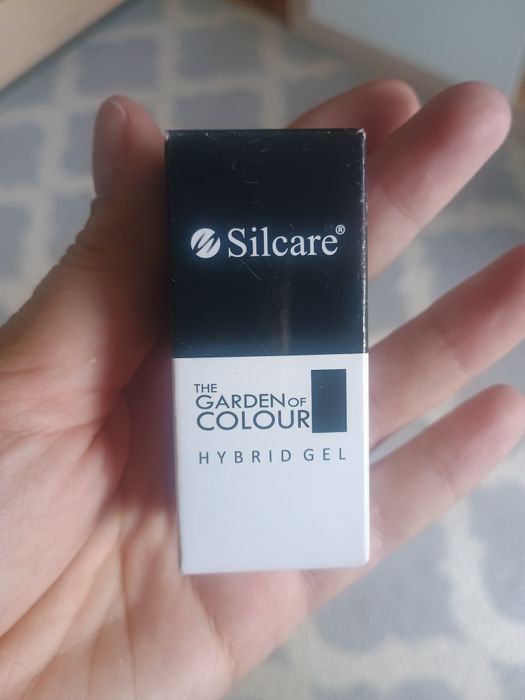 Silcare®
THE
GARDEN OF
COLOUR
HYBRID GEL